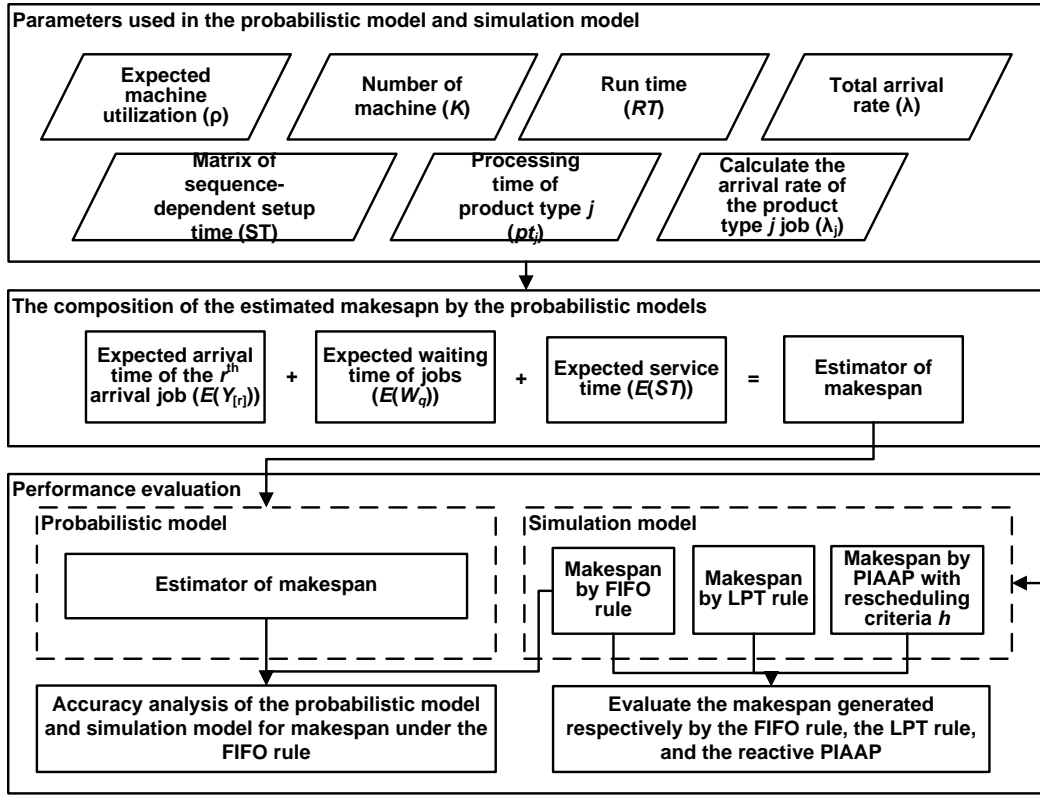 Parameters used in the probabilistic model and simulation model
Expected
machine
utilization (ρ)
Number of
machine (K)
Run time
(RT)
Total arrival
rate (λ)
Matrix of
sequence-
dependent setup
time (ST)
Processing
time of
product type j
(ptj)
Calculate the
arrival rate of
the product
type j job (λj)
The composition of the estimated makesapn by the probabilistic models
Expected arrival
time of the rth
arrival job (E(Y[r]))
+
Expected waiting
time of jobs
(E(Wq))
+
Expected service
time (E(ST))
=
Estimator of
makespan
Performance evaluation
Probabilistic model
Estimator of makespan
Simulation model
Makespan
by FIFO
rule
Makespan
by LPT rule
Makespan by
PIAAP with
rescheduling
criteria h
Accuracy analysis of the probabilistic model
and simulation model for makespan under the
FIFO rule
Evaluate the makespan generated
respectively by the FIFO rule, the LPT rule,
and the reactive PIAAP